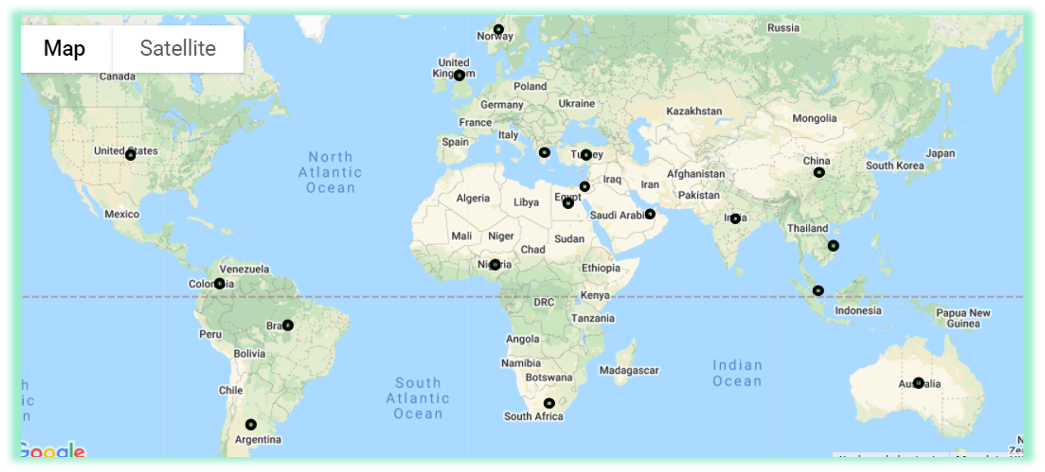 Map
Satellite
Canada
United States
Mexico
North
Atlantic
Ocean
Venezuela
Colombia
Brazil
Peru
Bolivia
Chile
Argentina
South
Atlantic
Ocean
Norway
United
Kingdom
Poland
Germany
Ukraine
France
Italy
Spain
Turkey
Russia
Kazakhstan
Mongolia
China
Japan
South Korea
Afghanistan
Iraq
Iran
Pakistan
Algeria
Libya
Egypt
Saudi Arabia
India
Thailand
Mali
Niger
Chad
Sudan
Nigeria
Ethiopia
DRC
Kenya
Tanzania
Angola
Namibia
Botswana
Madagascar
South Africa
Indian
Ocean
Indonesia
Papua New
Guinea
Australia
Google